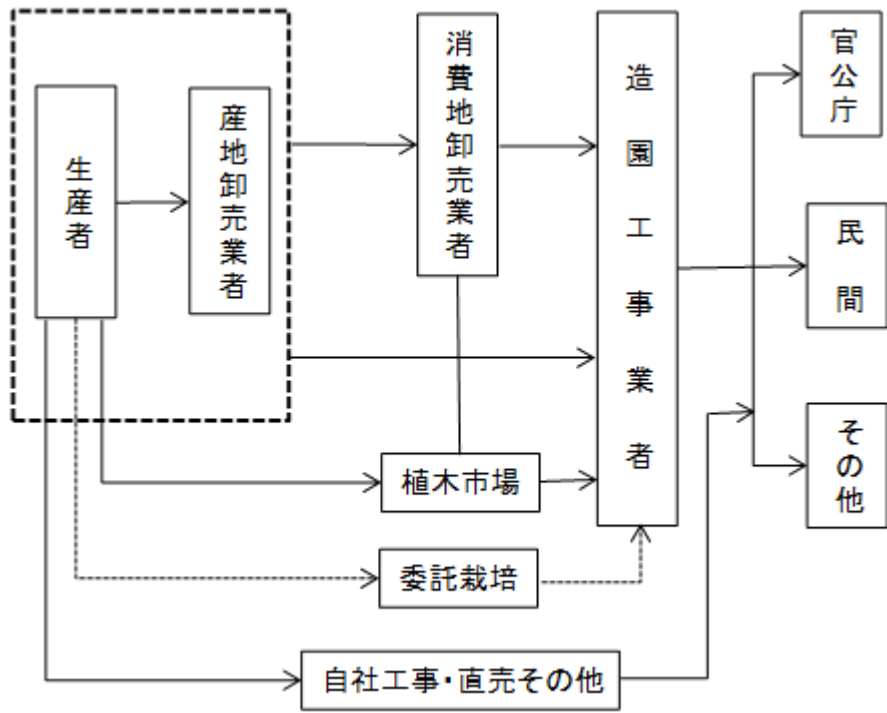 生産者
産地卸売業者
消費地卸売業者
造園工事業者
官公庁
民間
その他
植木市場
委託栽培
自社工事・直売その他